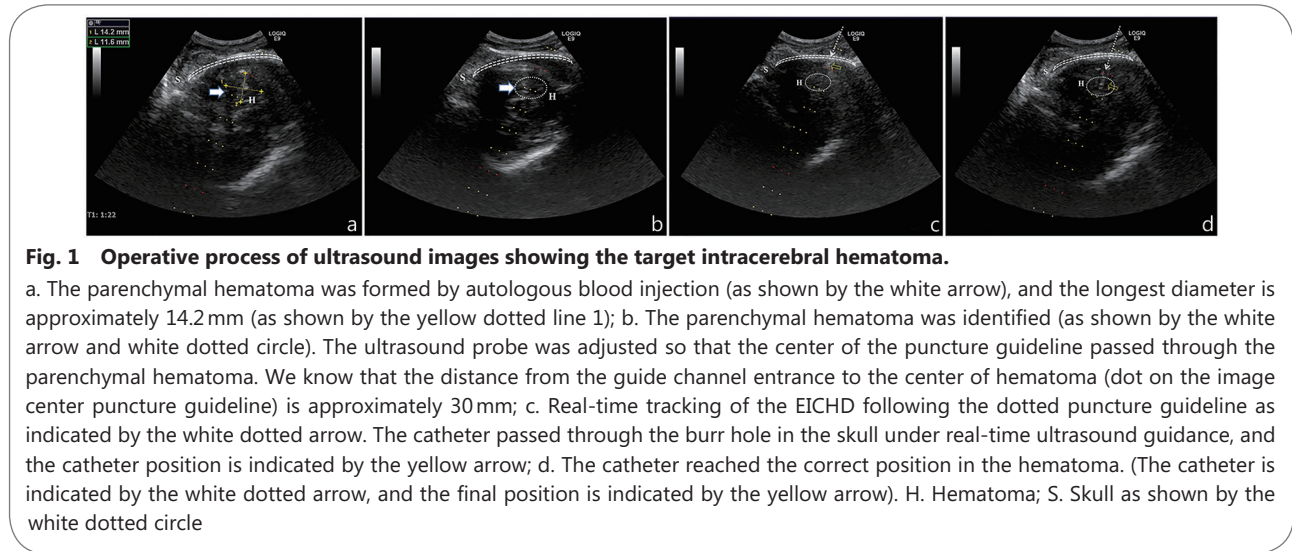 1 L 14.2 mm
2 L 11.6 mm
LOGIQ
E9
S
1
H
T1: 1:22
a
LOGIQ
E9
S
H
b
LOGIQ
E9
S
H
c
LOGIQ
E9
S
H
d
Fig. 1 Operative process of ultrasound images showing the target intracerebral hematoma.
a. The parenchymal hematoma was formed by autologous blood injection (as shown by the white arrow), and the longest diameter is
approximately 14.2 mm (as shown by the yellow dotted line 1); b. The parenchymal hematoma was identified (as shown by the white
arrow and white dotted circle). The ultrasound probe was adjusted so that the center of the puncture guideline passed through the
parenchymal hematoma. We know that the distance from the guide channel entrance to the center of hematoma (dot on the image
center puncture guideline) is approximately 30 mm; c. Real-time tracking of the EICHD following the dotted puncture guideline as
indicated by the white dotted arrow. The catheter passed through the burr hole in the skull under real-time ultrasound guidance, and
the catheter position is indicated by the yellow arrow; d. The catheter reached the correct position in the hematoma. (The catheter is
indicated by the white dotted arrow, and the final position is indicated by the yellow arrow). H. Hematoma; S. Skull as shown by the
white dotted circle